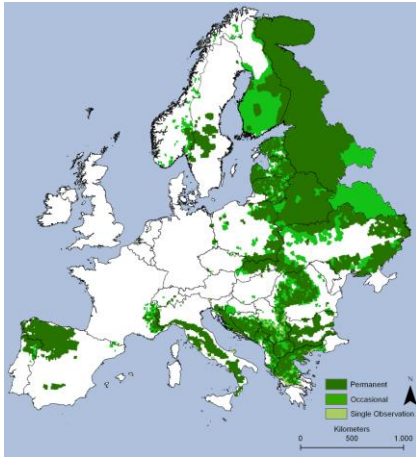 N
Permanent
Occasional
Single Observation
Kilometers
0 500 1.000